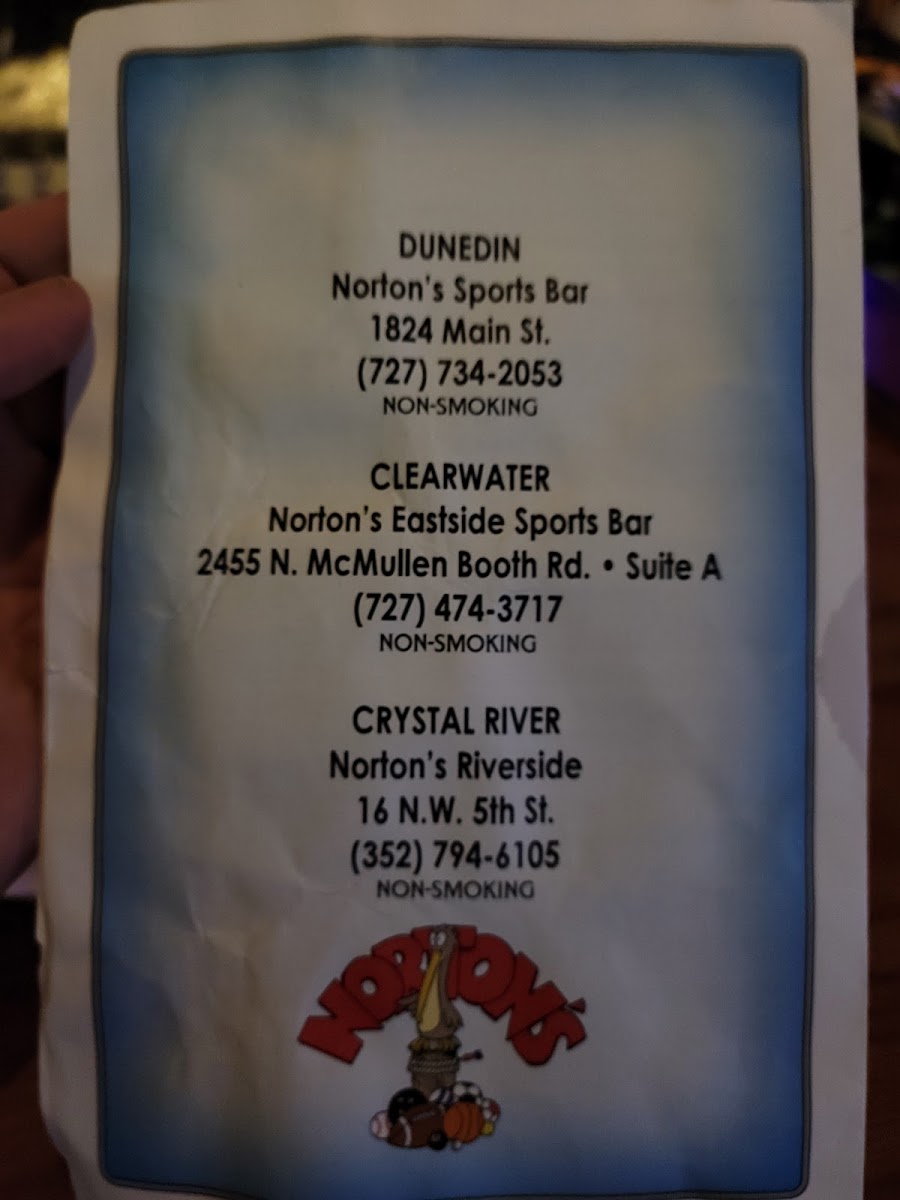 DUNEDIN
Norton's Sports Bar
1824 Main St.
(727) 734-2053
NON-SMOKING
CLEARWATER
Norton's Eastside Sports Bar
2455 N. McMullen Booth Rd. • Suite A
(727) 474-3717
NON-SMOKING
CRYSTAL RIVER
Norton's Riverside
16 N.W. 5th St.
(352) 794-6105
NON-SMOKING
NORTON'S